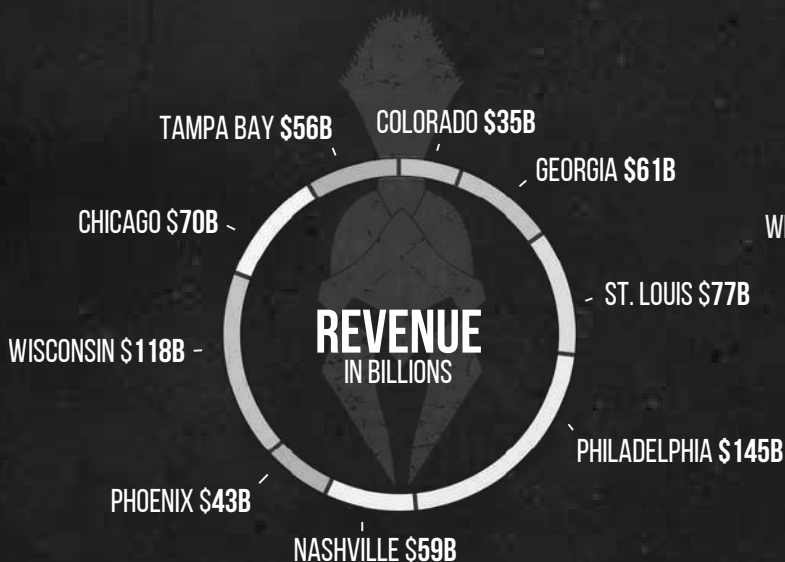 TAMPA BAY $56B
COLORADO $35B
GEORGIA $61B
CHICAGO $70B
ST. LOUIS $77B
REVENUE
IN BILLIONS
WISCONSIN $118B
PHILADELPHIA $145B
PHOENIX $43B
NASHVILLE $59B